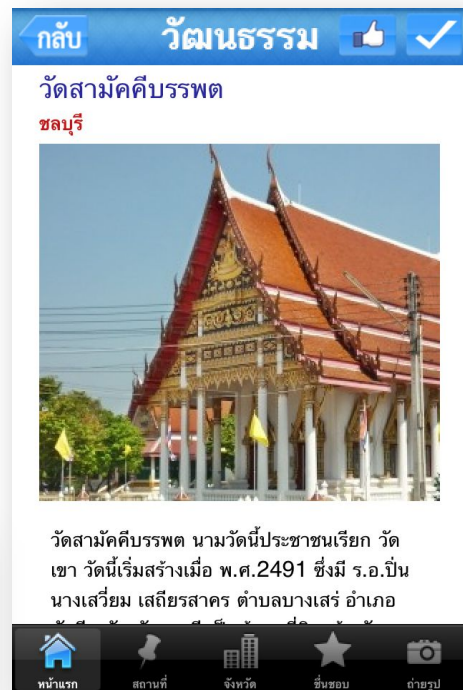 กลับ วัฒนธรรม
วัดสามัคคีบรรพต
ชลบุรี
วัดสามัคคีบรรพต นามวัดนี้ประชาชนเรียก วัด
เขา วัดนี้เริ่มสร้างเมื่อ พ.ศ.2491 ซึ่งมี ร.อ.ปิ่น
นางเสวี่ยม เสถียรสาคร ตำบลบางเสร่ อำเภอ
หน้าแรก สถานที่ จังหวัด ชื่นชอบ ถ่ายรูป